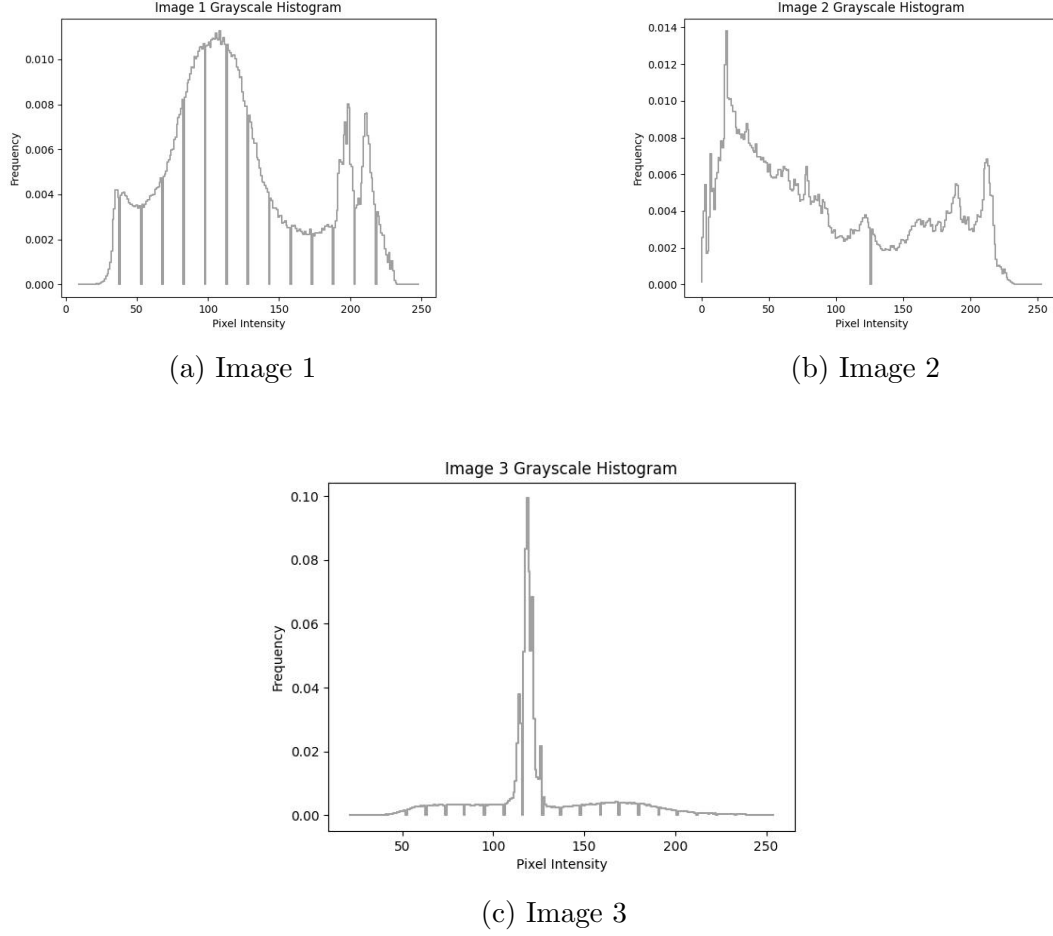 Image 1 Grayscale Histogram
0.010
0.008
0.006
0.004
0.002
0.000
Frequency
0 50 100 150 200 250
Pixel Intensity
(a) Image 1
Image 2 Grayscale Histogram
0.014
0.012
0.010
0.008
0.006
0.004
0.002
0.000
Frequency
0 50 100 150 200 250
Pixel Intensity
(b) Image 2
Image 3 Grayscale Histogram
0.10
0.08
0.06
0.04
0.02
0.00
Frequency
50 100 150 200 250
Pixel Intensity
(c) Image 3